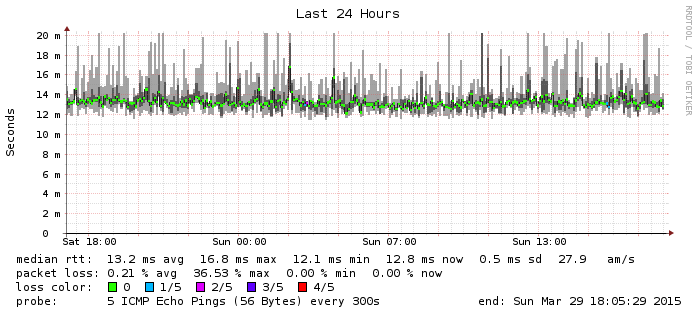 Last 24 Hours
RRDTOOL / TOBI OETIKER
Seconds
20 m
18 m
16 m
14 m
12 m
10 m
8 m
6 m
4 m
2 m
0
Sat 18:00 Sun 00:00 Sun 07:00 Sun 13:00
median rtt: 13.2 ms avg 16.8 ms max 12.1 ms min 12.8 ms now 0.5 ms sd 27.9 am/s
packet loss: 0.21 % avg 36.53 % max 0.00 % min 0.00 % now
loss color: 0 1/5 2/5 3/5 4/5
probe: 5 ICMP Echo Pings (56 Bytes) every 300s end: Sun Mar 29 18:05:29 2015